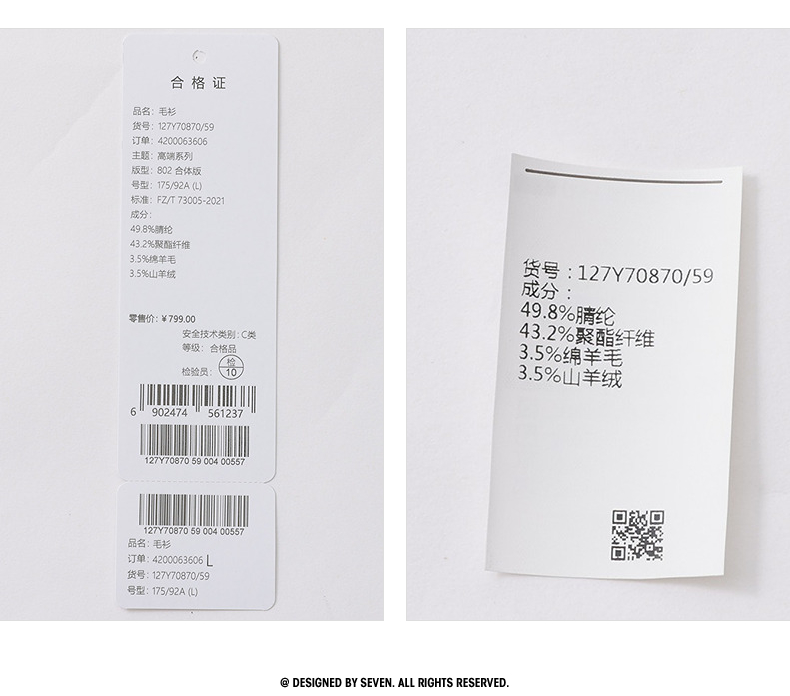 合格证
品名：毛衫
货号：127Y70870/59
订单：4200063606
主题：高端系列
版型：802 合体版
号型：175/92A (L)
标准：FZ/T 73005-2021
成分：
49.8%腈纶
43.2%聚酯纤维
3.5%绵羊毛
3.5%山羊绒
零售价：¥799.00
安全技术类别：C类
等级：合格品
检验员：检10
6 902474 561237
127Y70870 59 004 00557
127Y70870 59 004 00557
品名：毛衫
订单：4200063606 L
货号：127Y70870/59
号型：175/92A (L)
货号：127Y70870/59
成分：
49.8%腈纶
43.2%聚酯纤维
3.5%绵羊毛
3.5%山羊绒
@ DESIGNED BY SEVEN. ALL RIGHTS RESERVED.